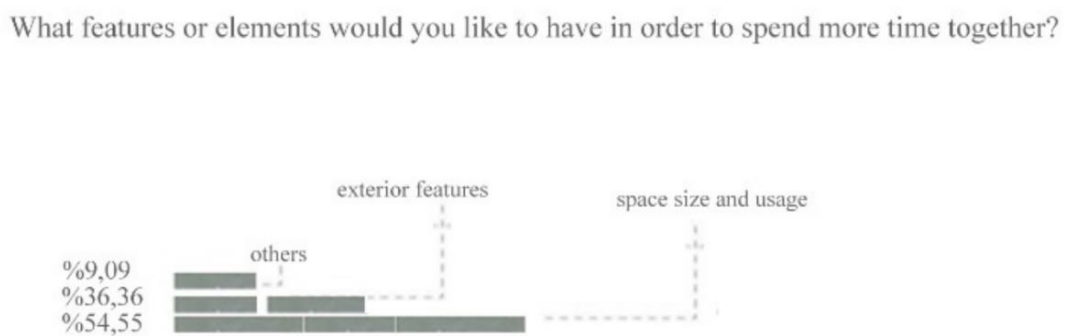 What features or elements would you like to have in order to spend more time together?
exterior features
space size and usage
others
%9,09
%36,36
%54,55